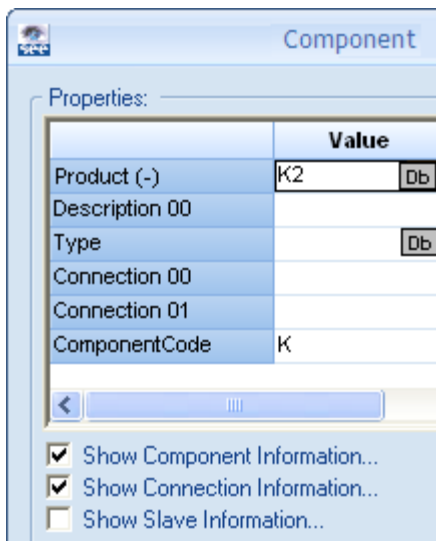 see
Component
Properties:
Value
Product (-) K2 Db
Description 00
Type Db
Connection 00
Connection 01
ComponentCode K
Show Component Information...
Show Connection Information...
Show Slave Information...